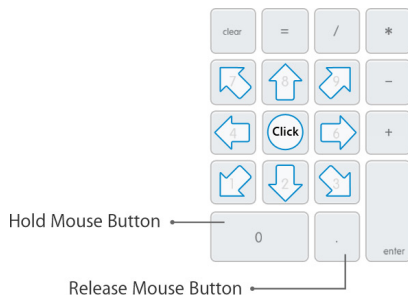 clear = / *
7 8 9 -
4 Click 6 +
1 2 3
Hold Mouse Button 0 . enter
Release Mouse Button